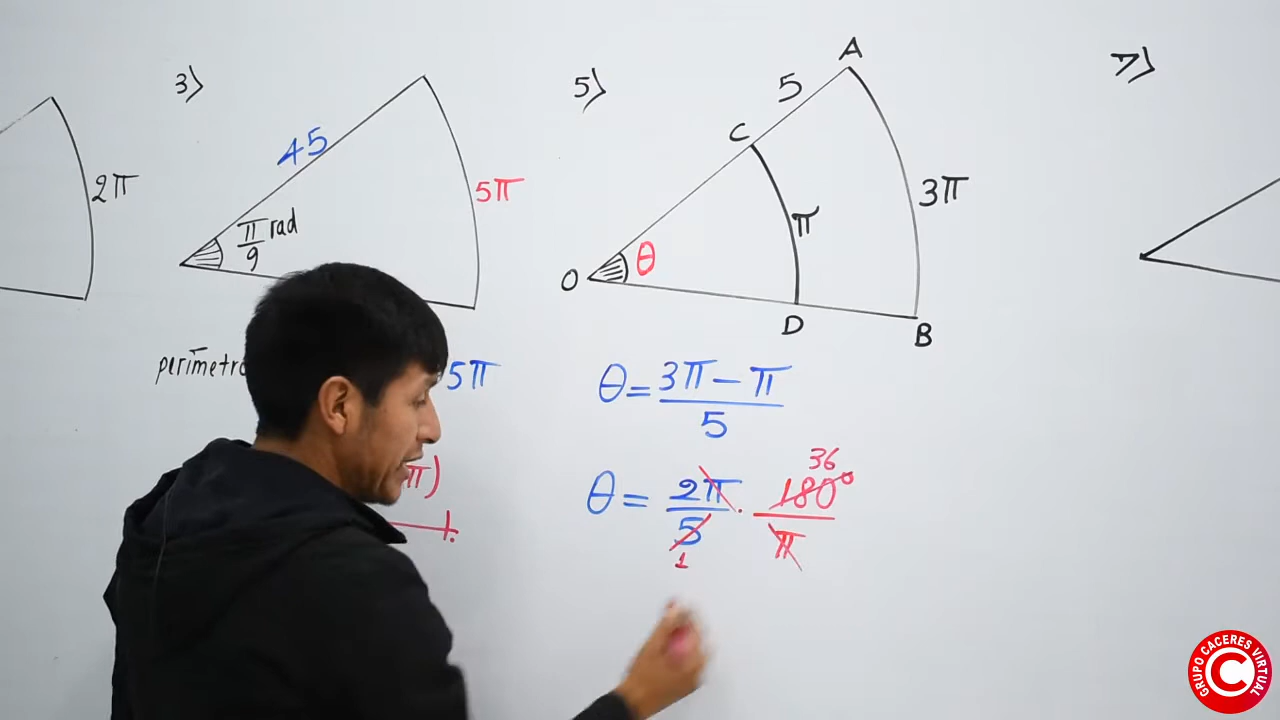 2π
3)
45
π/9 rad
5π
perímetro
5π
π)
5)
A
5
C
π
3π
O
θ
D
B
θ = (3π − π)/5
36
θ = 2π/5 · 180°/π
1
7)
GRUPO CACERES VIRTUAL
C